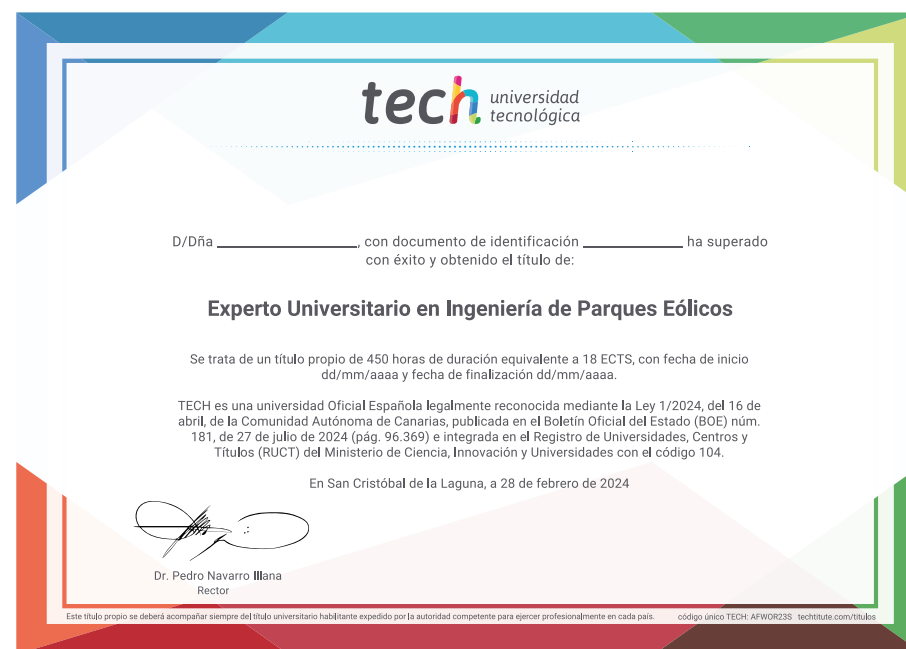 tech universidad
tecnológica
D/Dña ____________________, con documento de identificación ______________ ha superado
con éxito y obtenido el título de:
Experto Universitario en Ingeniería de Parques Eólicos
Se trata de un título propio de 450 horas de duración equivalente a 18 ECTS, con fecha de inicio
dd/mm/aaaa y fecha de finalización dd/mm/aaaa.
TECH es una universidad Oficial Española legalmente reconocida mediante la Ley 1/2024, del 16 de
abril, de la Comunidad Autónoma de Canarias, publicada en el Boletín Oficial del Estado (BOE) núm.
181, de 27 de julio de 2024 (pág. 96.369) e integrada en el Registro de Universidades, Centros y
Títulos (RUCT) del Ministerio de Ciencia, Innovación y Universidades con el código 104.
En San Cristóbal de la Laguna, a 28 de febrero de 2024
Dr. Pedro Navarro Illana
Rector
Este título propio se deberá acompañar siempre del título universitario habilitante expedido por la autoridad competente para ejercer profesionalmente en cada país. código único TECH: AFWOR23S techtitute.com/titulos